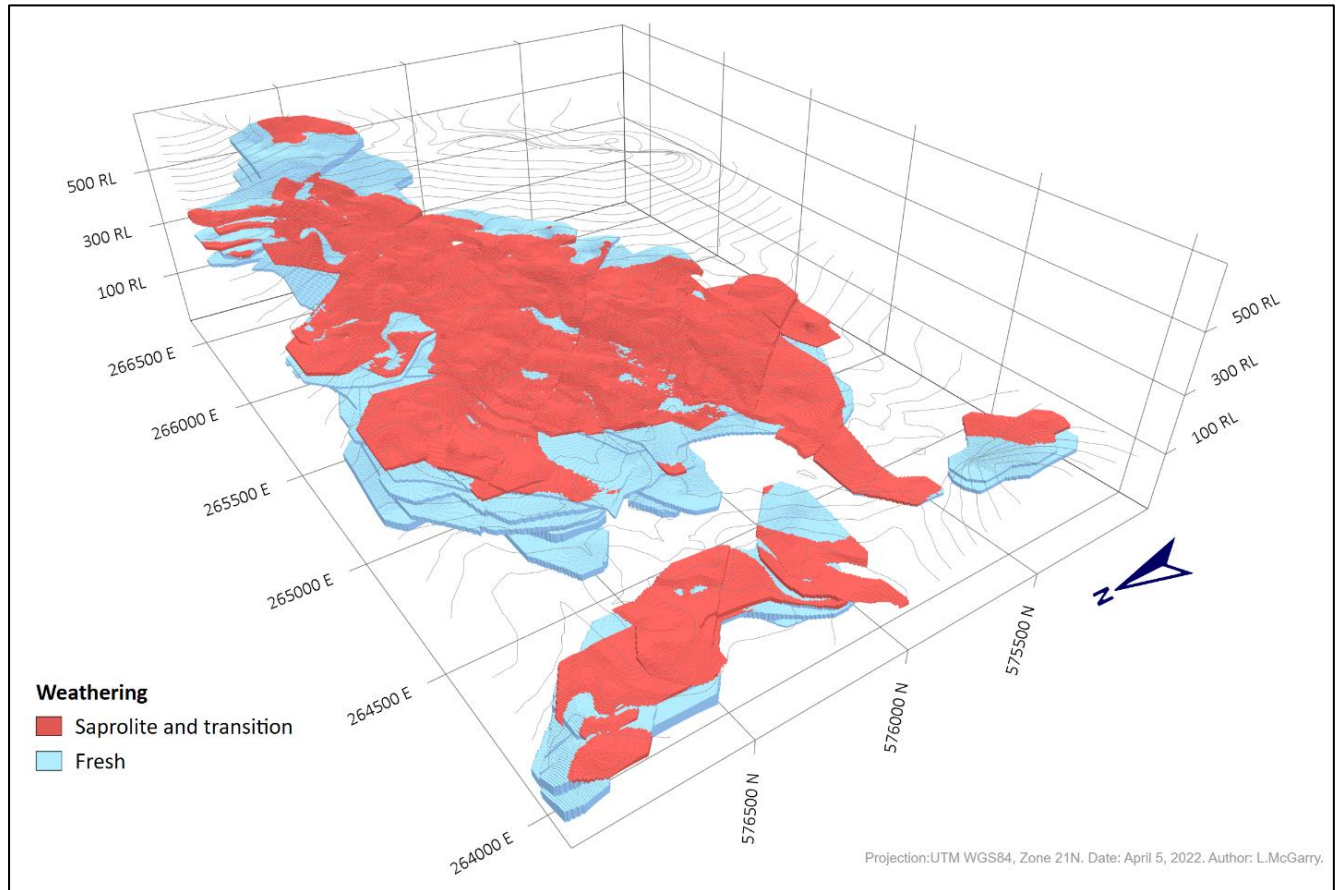 500 RL
300 RL
100 RL
266500 E
266000 E
265500 E
265000 E
264500 E
264000 E
500 RL
300 RL
100 RL
575500 N
576000 N
576500 N
N
Weathering
Saprolite and transition
Fresh
Projection:UTM WGS84, Zone 21N. Date: April 5, 2022. Author: L.McGarry.